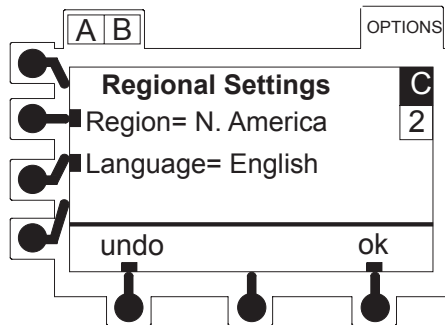 A B
OPTIONS
Regional Settings
C
Region= N. America
2
Language= English
undo ok